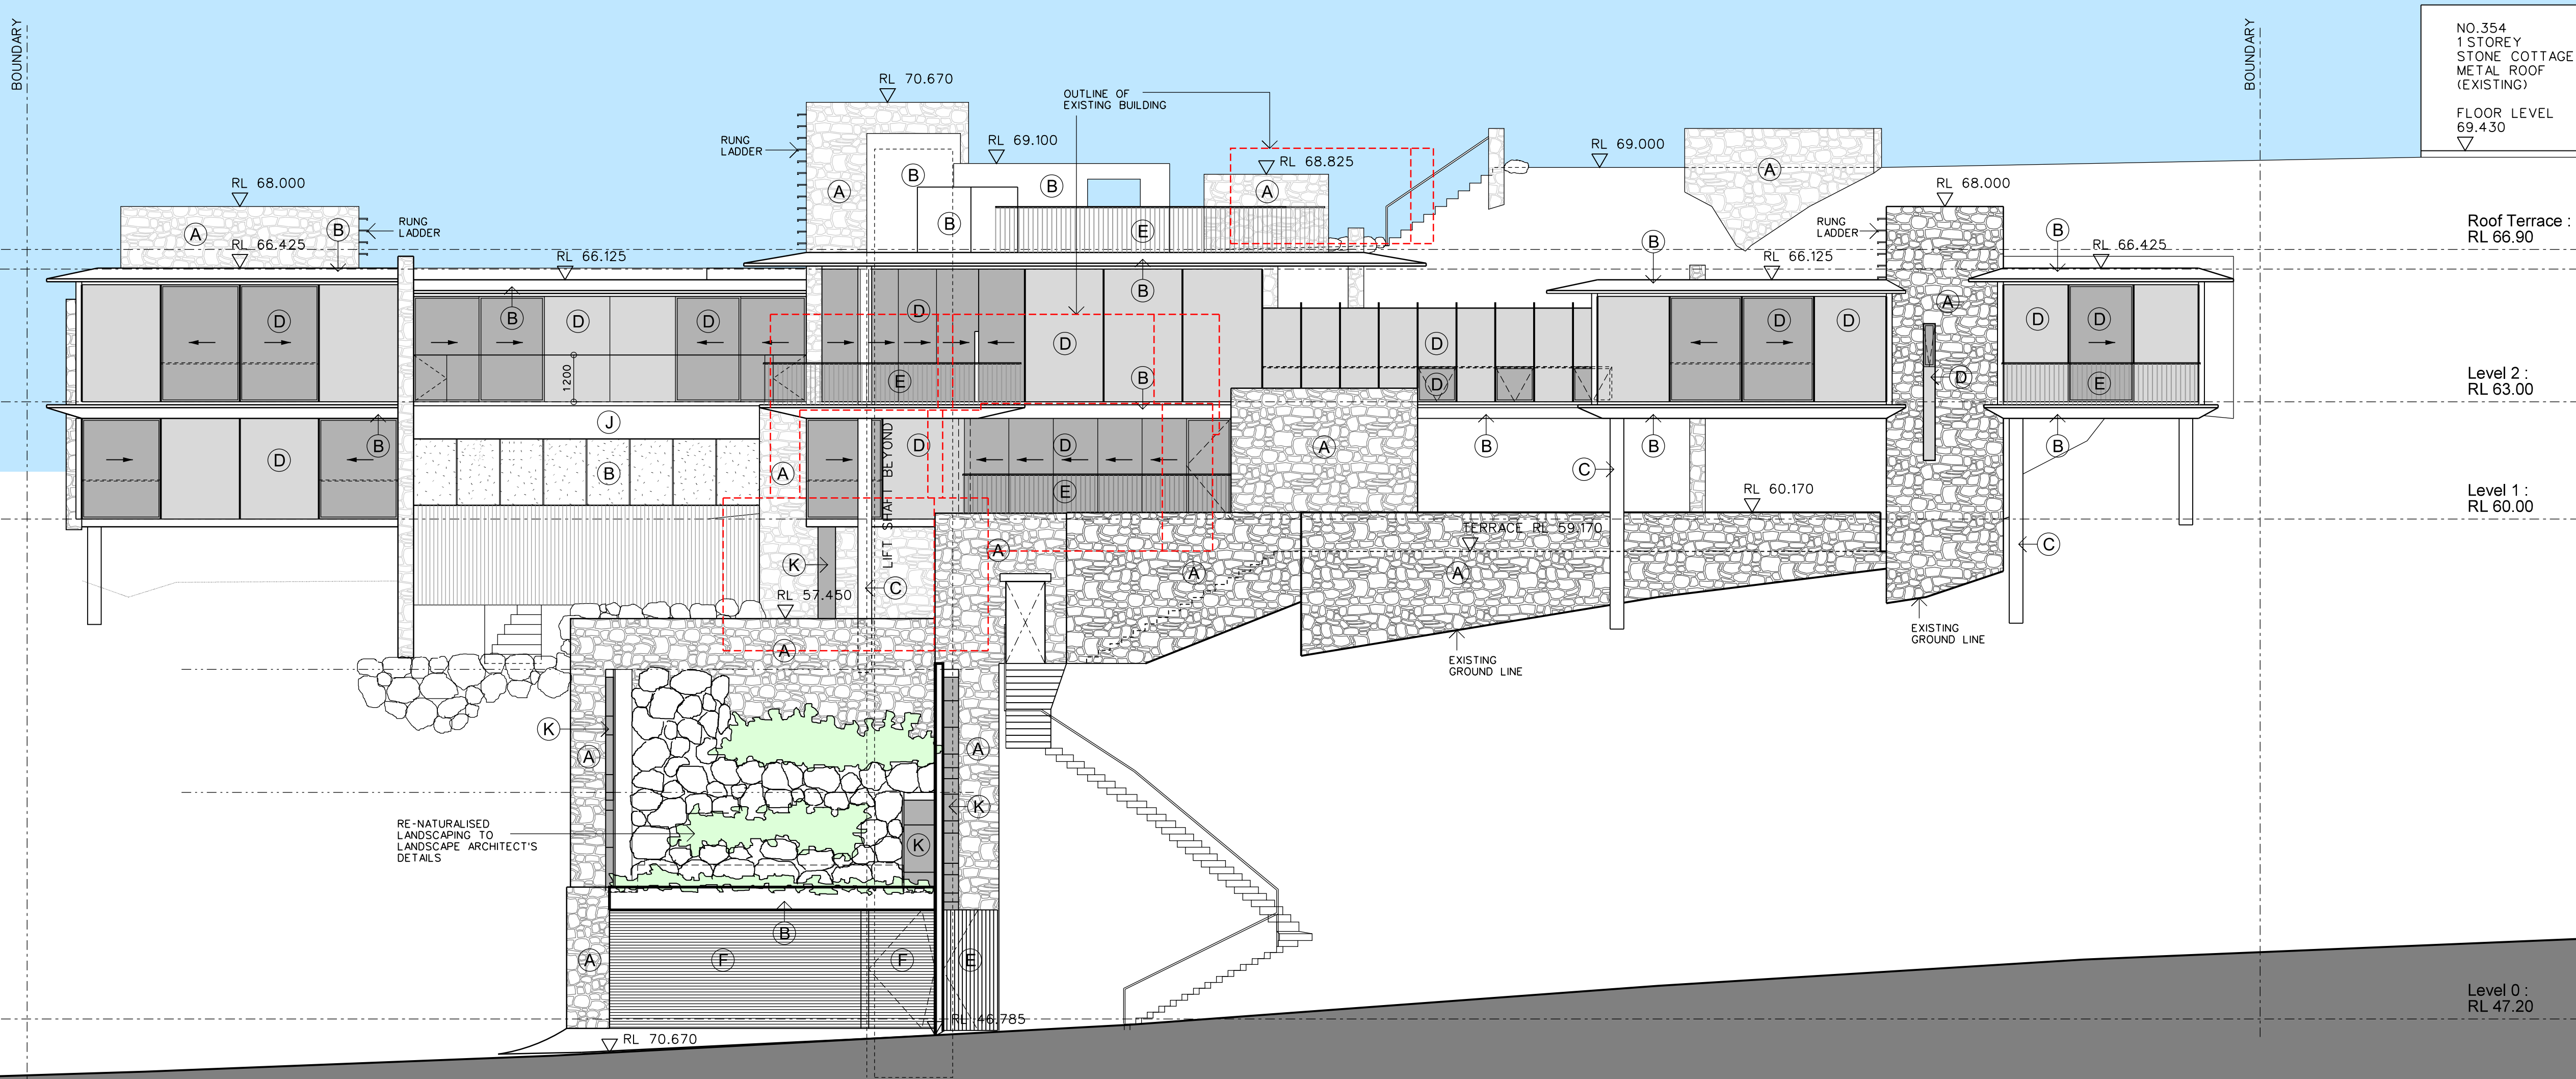 BOUNDARY
BOUNDARY
NO.354
1 STOREY
STONE COTTAGE
METAL ROOF
(EXISTING)
FLOOR LEVEL
69.430
RL 70.670
OUTLINE OF
EXISTING BUILDING
RUNG
LADDER
RL 69.100
RL 68.825
RL 69.000
A
B
B
A
A
B
E
RL 68.000
A
RUNG
LADDER
B
RL 66.425
RL 66.125
RL 68.000
RUNG
LADDER
B
B
RL 66.425
RL 66.125
Roof Terrace :
RL 66.90
B
D
B
D
D
D
D
D
D
D
A
D
D
1200
E
B
D
D
E
Level 2 :
RL 63.00
J
B
D
B
A
D
D
A
B
B
B
C
E
LIFT SHAFT BEYOND
RL 60.170
TERRACE RL 59.170
Level 1 :
RL 60.00
A
K
C
A
A
C
RL 57.450
A
EXISTING
GROUND LINE
EXISTING
GROUND LINE
K
A
A
K
RE-NATURALISED
LANDSCAPING TO
LANDSCAPE ARCHITECT'S
DETAILS
K
B
A
F
F
E
RL 46.785
RL 70.670
Level 0 :
RL 47.20